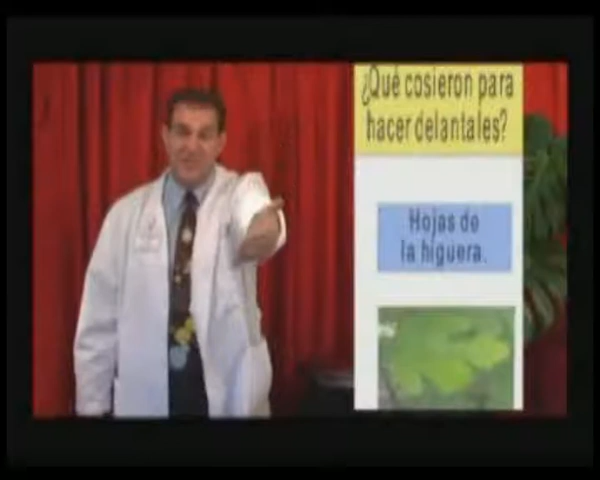 ¿Qué cosieron para
hacer delantales?
Hojas de
la higuera.